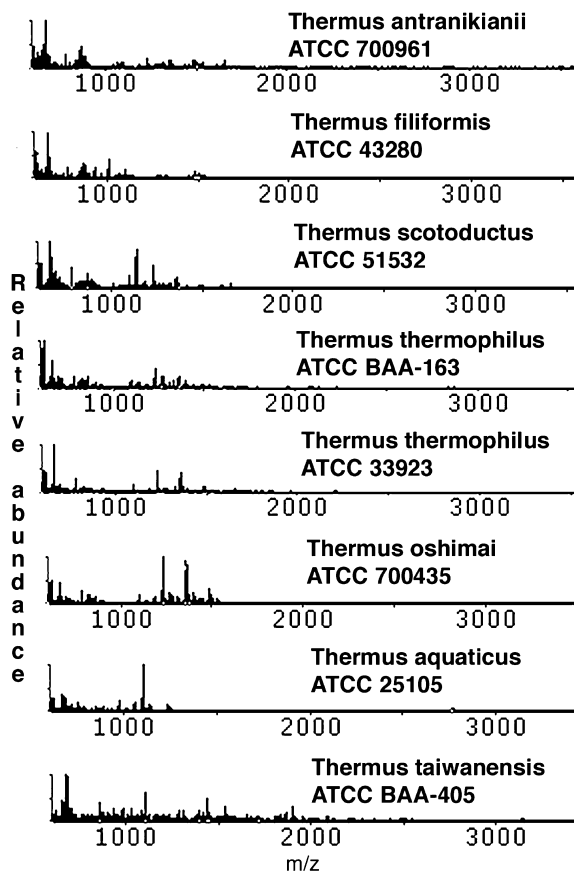 Thermus antranikianii
ATCC 700961
1000 2000 3000
Thermus filiformis
ATCC 43280
1000 2000 3000
Thermus scotoductus
ATCC 51532
1000 2000 3000
Thermus thermophilus
ATCC BAA-163
1000 2000 3000
Thermus thermophilus
ATCC 33923
1000 2000 3000
Thermus oshimai
ATCC 700435
1000 2000 3000
Thermus aquaticus
ATCC 25105
1000 2000 3000
Thermus taiwanensis
ATCC BAA-405
1000 2000 3000
m/z
Relative abundance